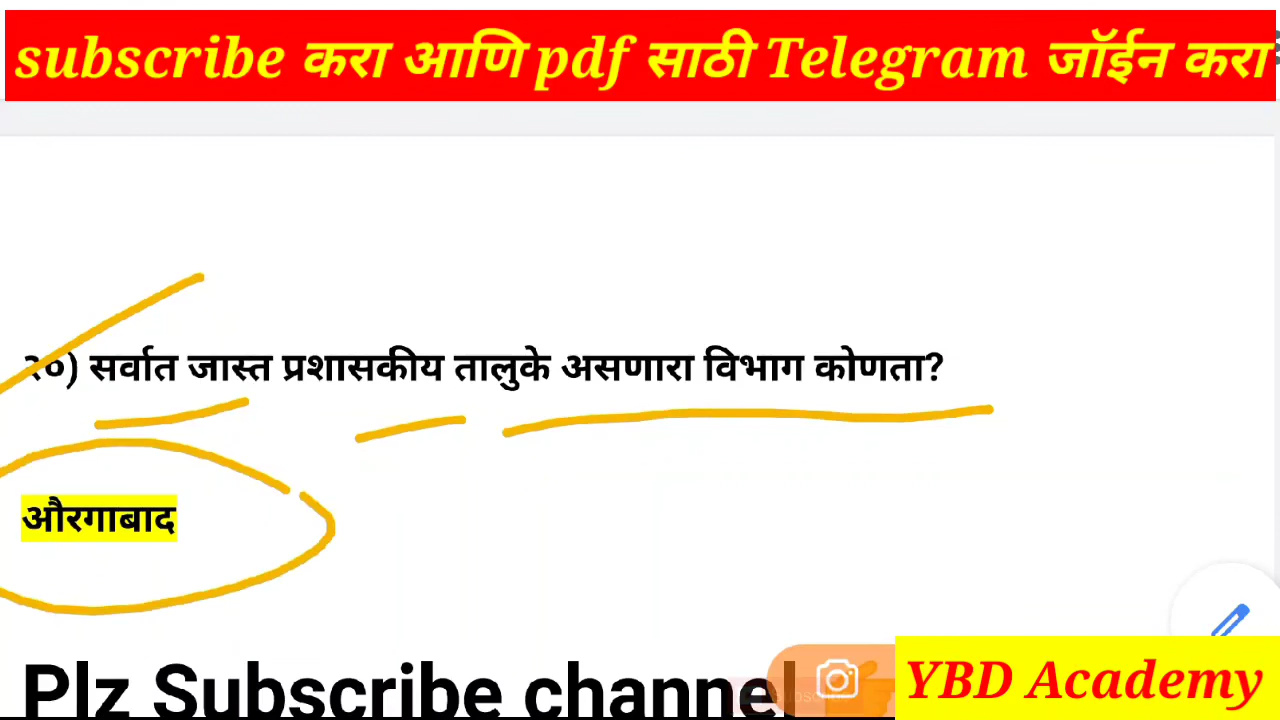 subscribe करा आणि pdf साठी Telegram जॉईन करा
२०) सर्वात जास्त प्रशासकीय तालुके असणारा विभाग कोणता?
औरगाबाद
Plz Subscribe channel
YBD Academy